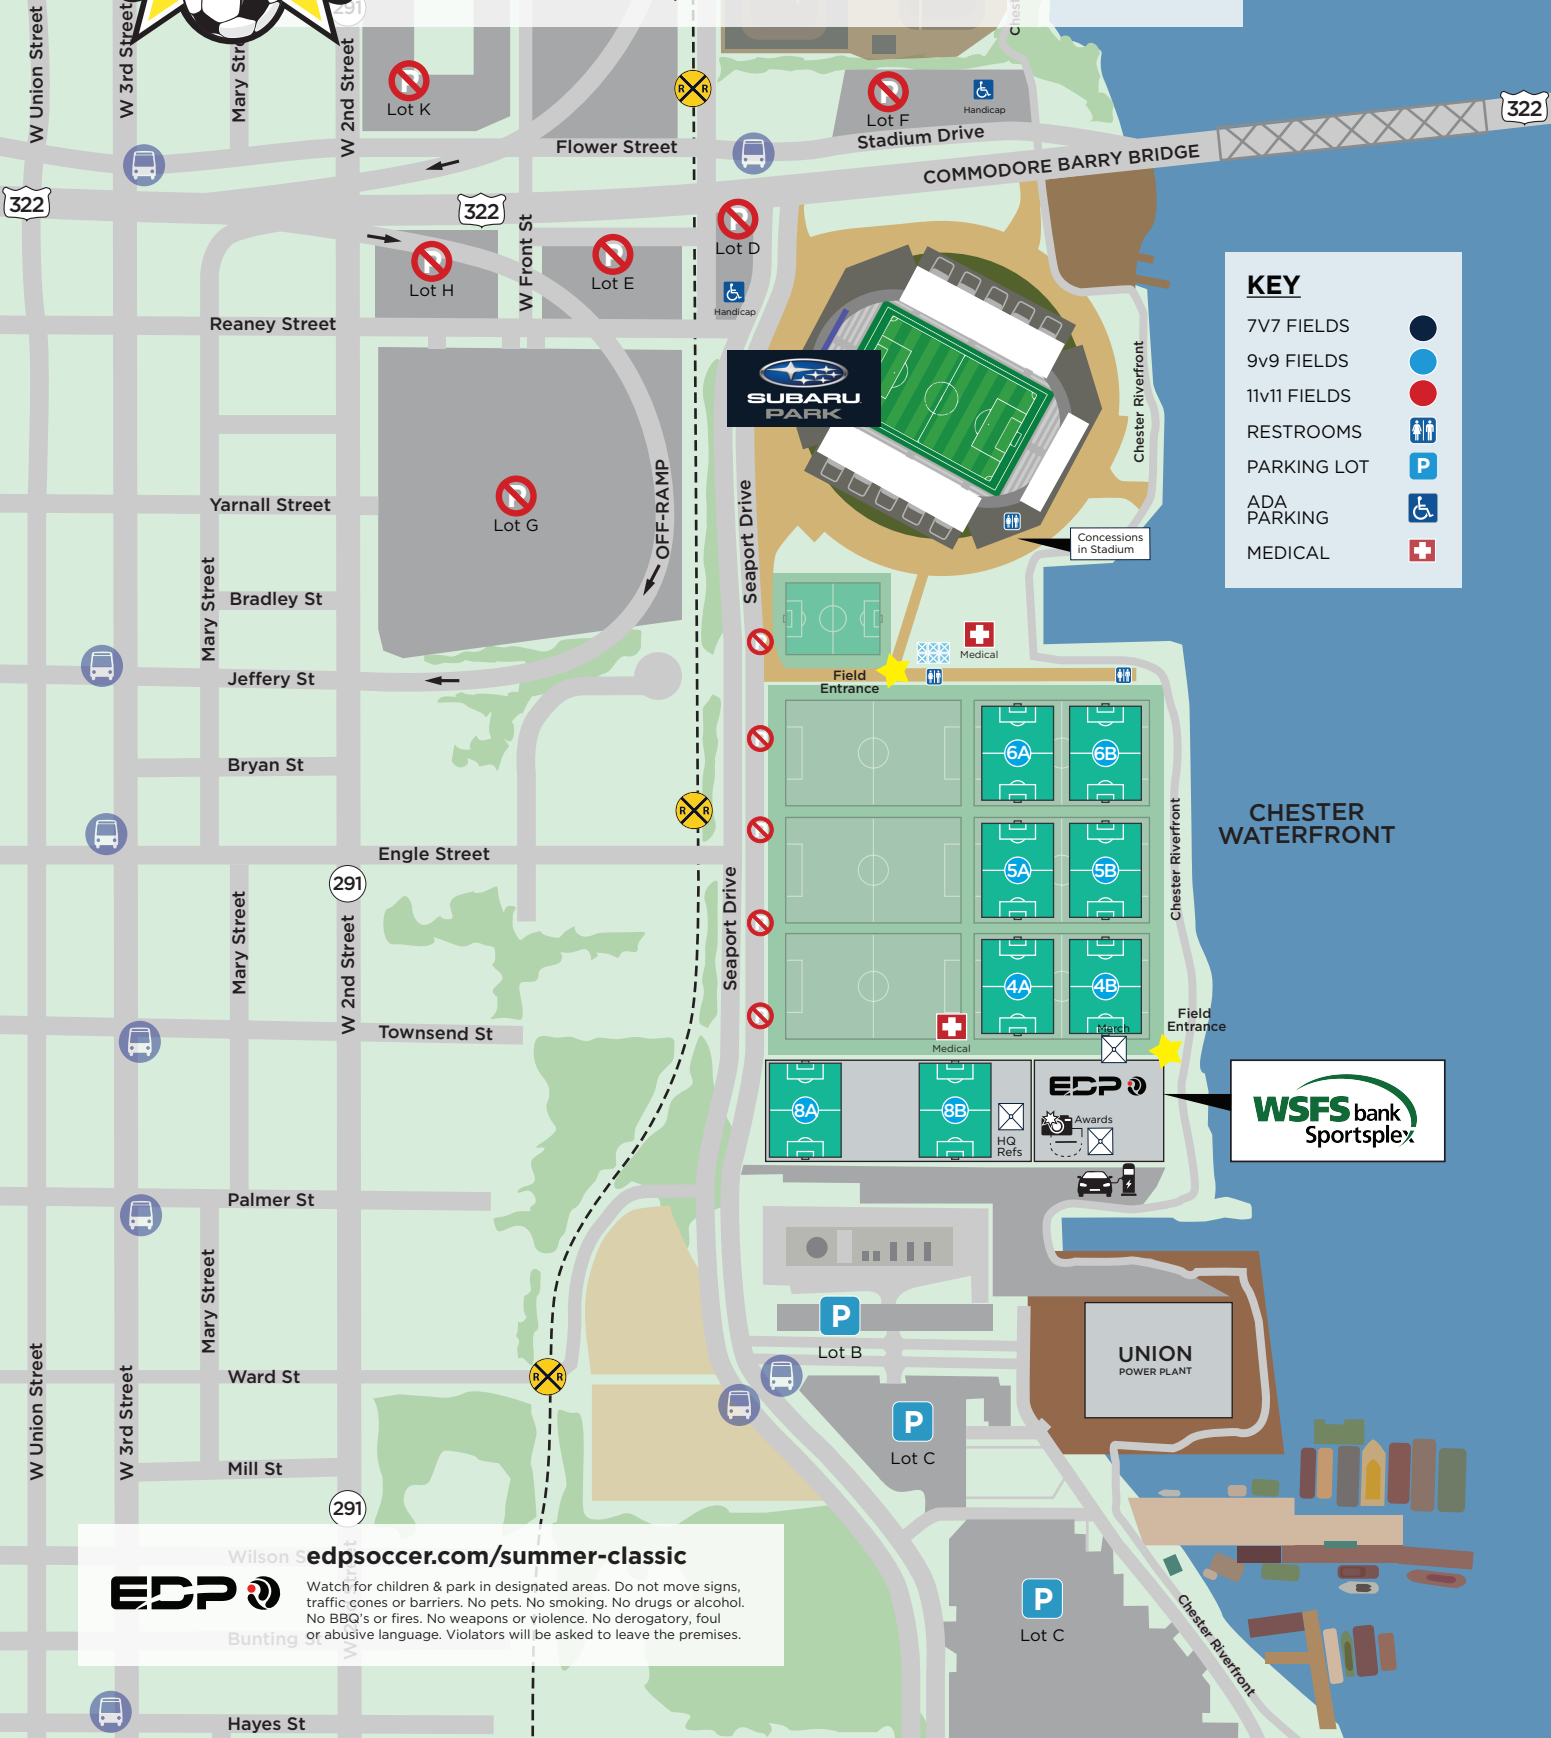 291
W Union Street
W 3rd Street
Mary Str
W 2nd Street
Chest
Lot K
R R
Lot F
Handicap
322
Flower Street
Stadium Drive
COMMODORE BARRY BRIDGE
322
322
Lot D
Handicap
Lot H
Lot E
W Front St
Reaney Street
SUBARU
PARK
Chester Riverfront
KEY
7V7 FIELDS
9v9 FIELDS
11v11 FIELDS
RESTROOMS
PARKING LOT
P
ADA
PARKING
MEDICAL
OFF-RAMP
Seaport Drive
Yarnall Street
Lot G
Concessions
in Stadium
Mary Street
Bradley St
Medical
Field
Entrance
Jeffery St
6A
6B
Bryan St
R R
CHESTER
WATERFRONT
Chester Riverfront
Engle Street
5A
5B
291
Seaport Drive
Mary Street
W 2nd Street
4A
4B
Townsend St
Medical
Merch
Field
Entrance
EDP
8A
8B
HQ
Refs
Awards
WSFS bank
Sportsplex
Palmer St
Mary Street
P
Lot B
UNION
POWER PLANT
W Union Street
W 3rd Street
Ward St
R R
P
Lot C
Mill St
291
Wilson S
edpsoccer.com/summer-classic
EDP
Watch for children & park in designated areas. Do not move signs,
traffic cones or barriers. No pets. No smoking. No drugs or alcohol.
No BBQ's or fires. No weapons or violence. No derogatory, foul
or abusive language. Violators will be asked to leave the premises.
Bunting St
P
Lot C
Chester Riverfront
Hayes St